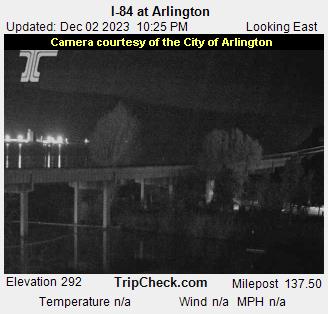 I-84 at Arlington
Updated: Dec 02 2023 10:25 PM Looking East
Camera courtesy of the City of Arlington
Elevation 292 TripCheck.com Milepost 137.50
Temperature n/a Wind n/a MPH n/a